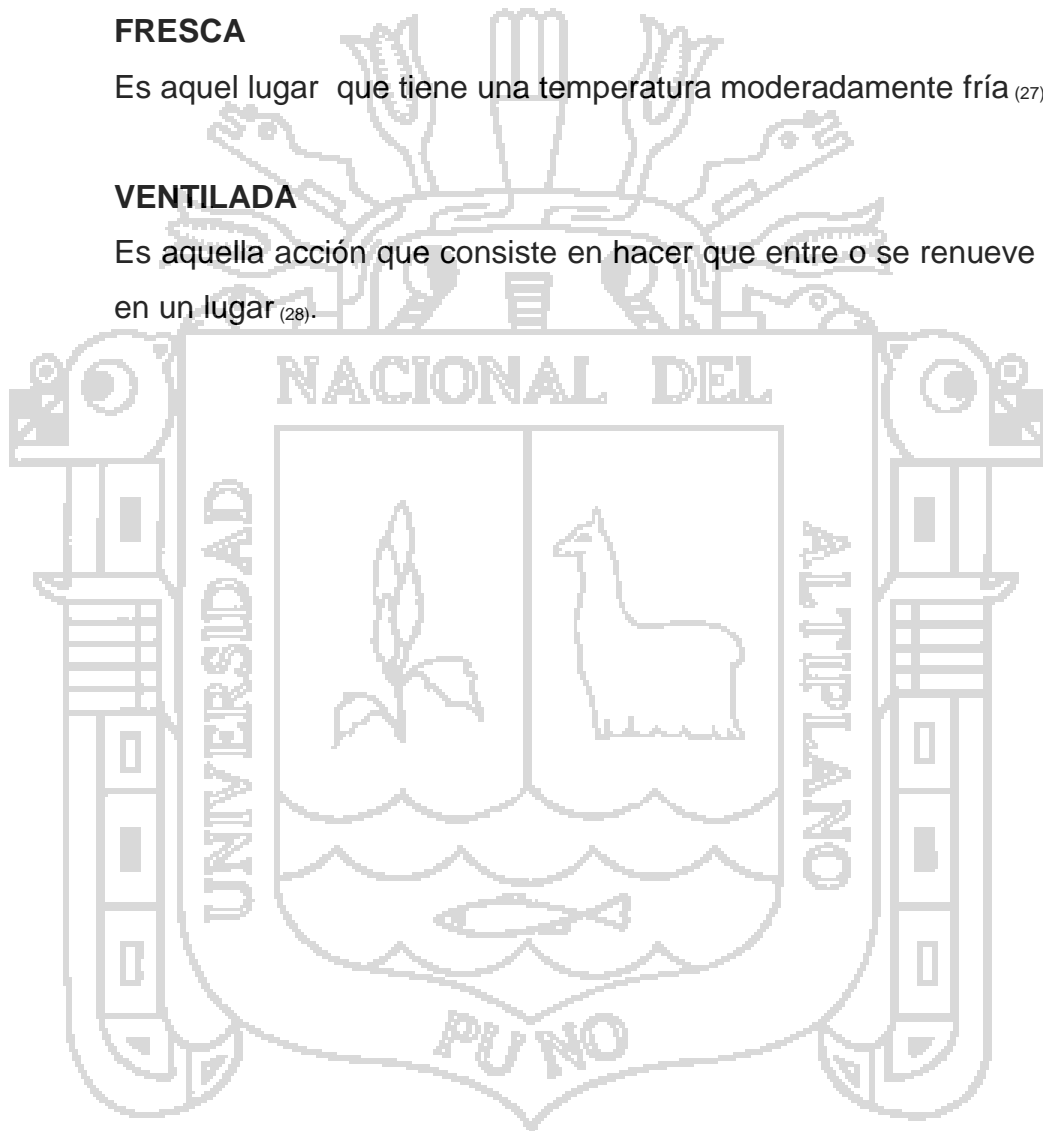 FRESCA
Es aquel lugar que tiene una temperatura moderadamente fría (27)
VENTILADA
Es aquella acción que consiste en hacer que entre o se renueve
en un lugar (28).
NACIONAL DEL
UNIVERSIDAD
ALTIPLANO
PUNO